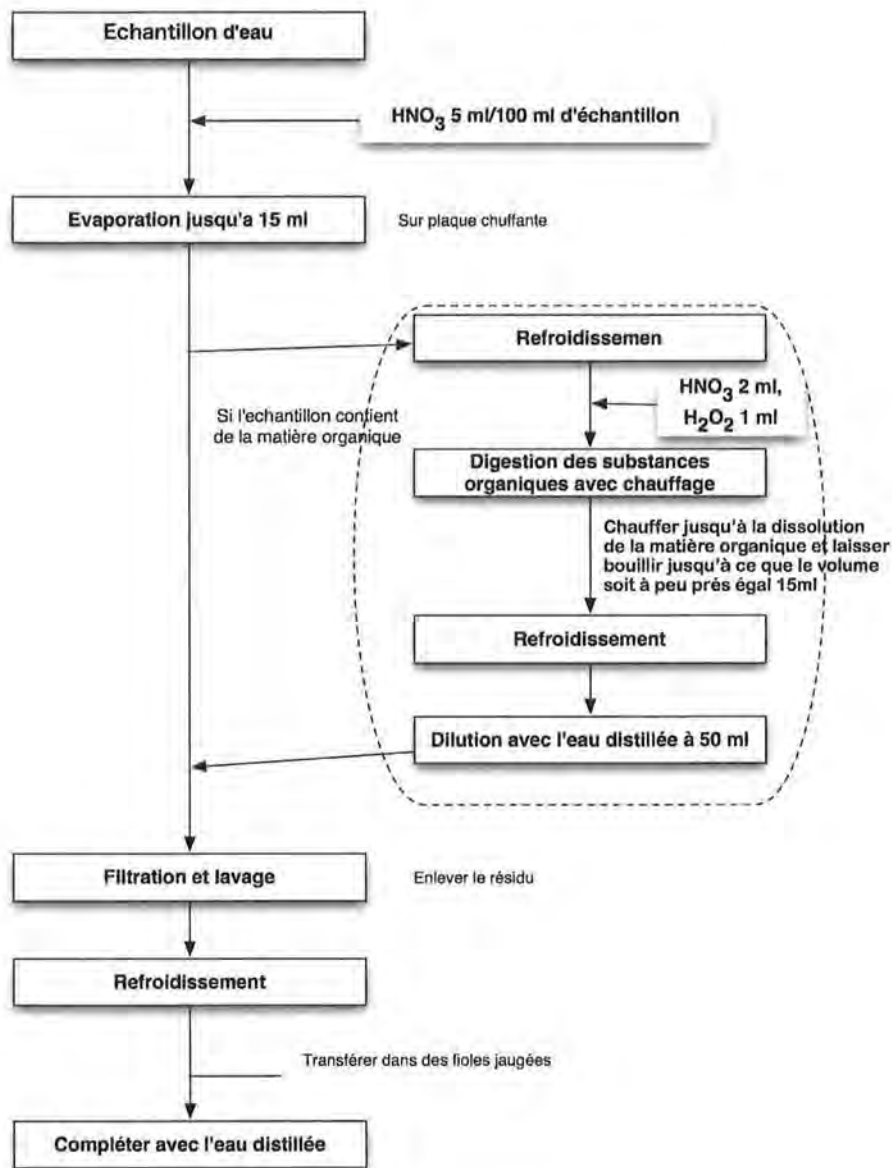 Echantillon d'eau
HNO3 5 ml/100 ml d'échantillon
Evaporation jusqu'a 15 ml
Sur plaque chuffante
Refroidissemen
HNO3 2 ml,
H2O2 1 ml
Si l'echantillon contient
de la matière organique
Digestion des substances
organiques avec chauffage
Chauffer jusqu'à la dissolution
de la matière organique et laisser
bouillir jusqu'à ce que le volume
soit à peu prés égal 15ml
Refroidissement
Dilution avec l'eau distillée à 50 ml
Filtration et lavage
Enlever le résidu
Refroidissement
Transférer dans des fioles jaugées
Compléter avec l'eau distillée